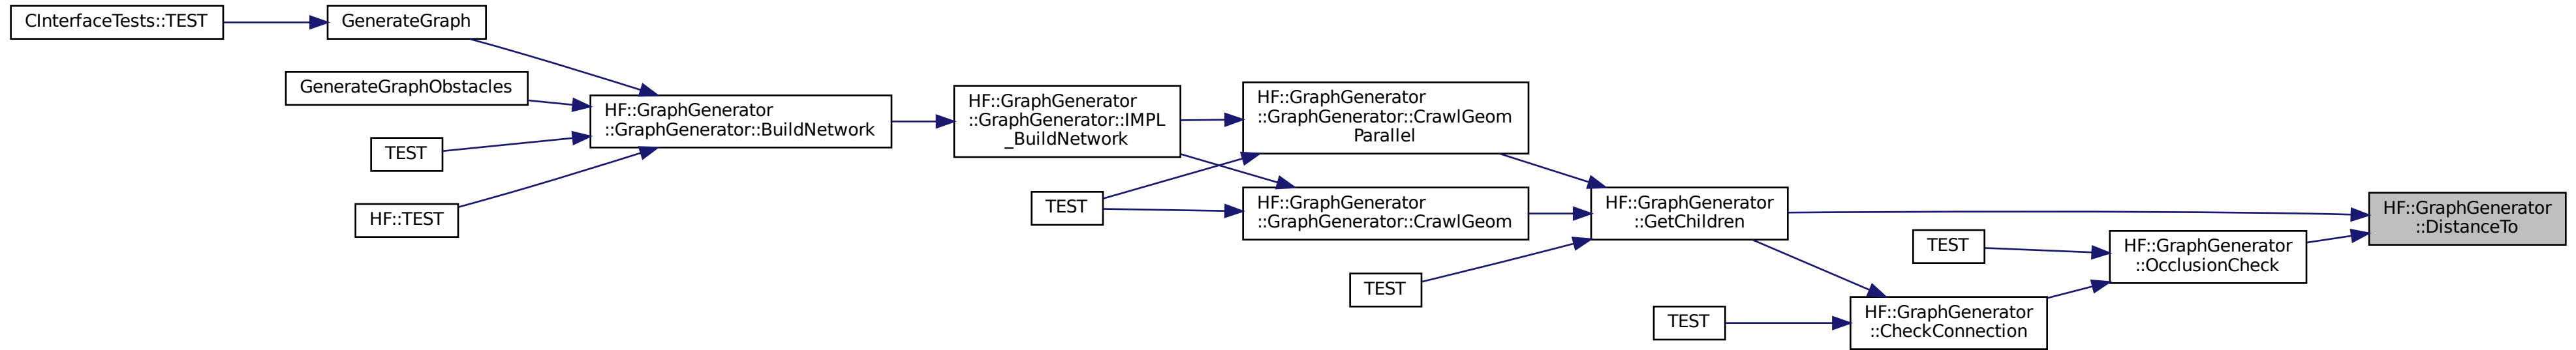 CInterfaceTests::TEST
GenerateGraph
GenerateGraphObstacles
TEST
HF::TEST
HF::GraphGenerator
::GraphGenerator::BuildNetwork
HF::GraphGenerator
::GraphGenerator::IMPL
_BuildNetwork
TEST
HF::GraphGenerator
::GraphGenerator::CrawlGeom
Parallel
HF::GraphGenerator
::GraphGenerator::CrawlGeom
TEST
HF::GraphGenerator
::GetChildren
TEST
HF::GraphGenerator
::CheckConnection
TEST
HF::GraphGenerator
::OcclusionCheck
HF::GraphGenerator
::DistanceTo